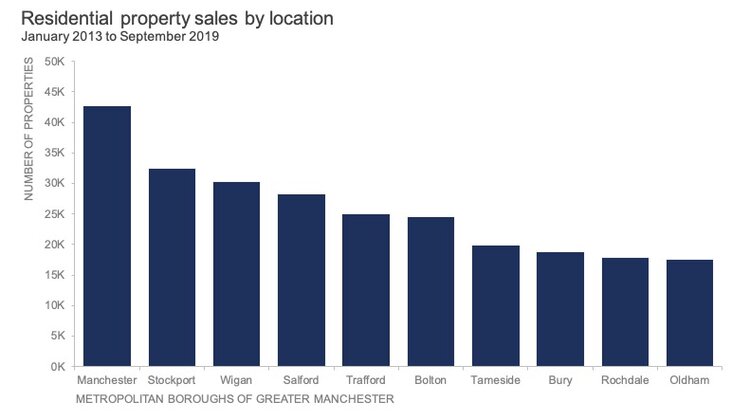 Residential property sales by location
January 2013 to September 2019
NUMBER OF PROPERTIES
50K
45K
40K
35K
30K
25K
20K
15K
10K
5K
0K
Manchester Stockport Wigan Salford Trafford Bolton Tameside Bury Rochdale Oldham
METROPOLITAN BOROUGHS OF GREATER MANCHESTER